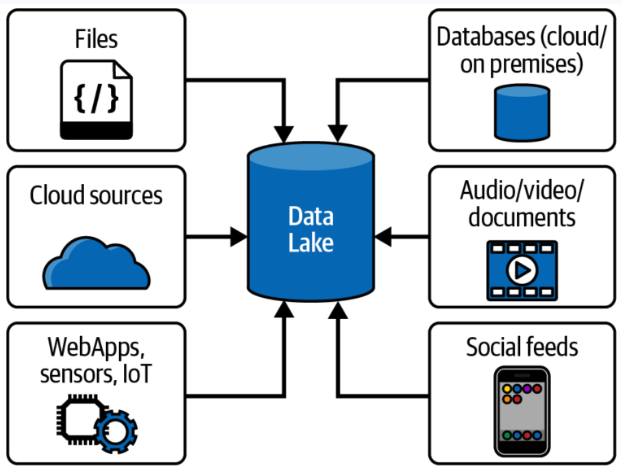 Files
{/}
Databases (cloud/
on premises)
Cloud sources
Data
Lake
Audio/video/
documents
WebApps,
sensors, IoT
Social feeds